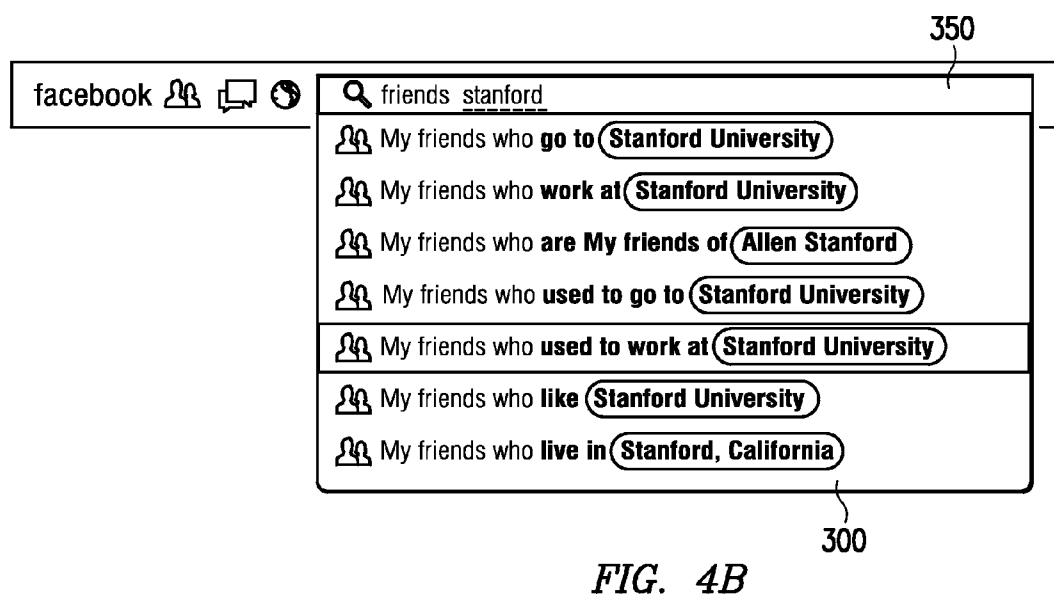 350
facebook friends stanford
My friends who go to Stanford University
My friends who work at Stanford University
My friends who are My friends of Allen Stanford
My friends who used to go to Stanford University
My friends who used to work at Stanford University
My friends who like Stanford University
My friends who live in Stanford, California
300
FIG. 4B